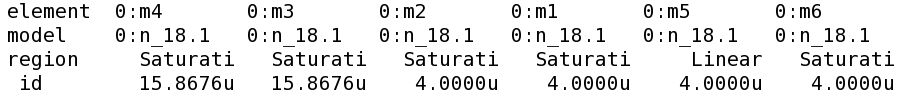 element  0:m4       0:m3       0:m2       0:m1       0:m5       0:m6
model    0:n_18.1   0:n_18.1   0:n_18.1   0:n_18.1   0:n_18.1   0:n_18.1
region     Saturati   Saturati   Saturati   Saturati     Linear   Saturati
 id        15.8676u   15.8676u    4.0000u    4.0000u    4.0000u    4.0000u